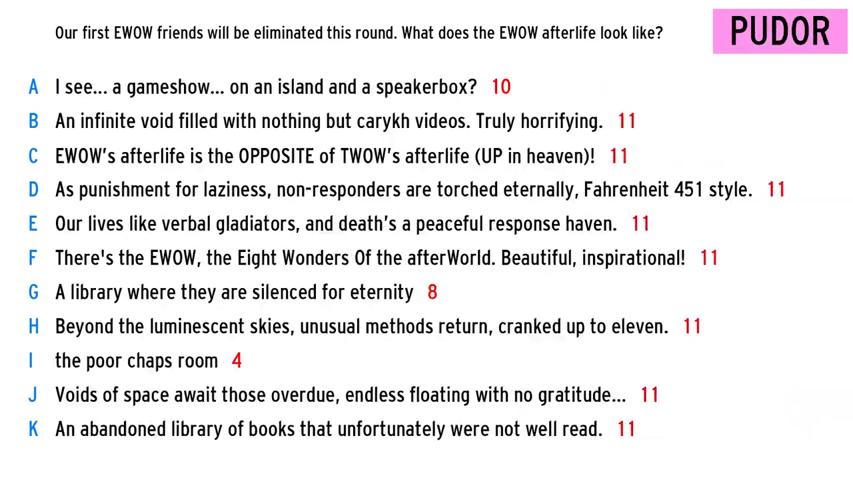 Our first EWOW friends will be eliminated this round. What does the EWOW afterlife look like?
PUDOR
A I see... a gameshow... on an island and a speakerbox? 10
B An infinite void filled with nothing but carykh videos. Truly horrifying. 11
C EWOW's afterlife is the OPPOSITE of TWOW's afterlife (UP in heaven)! 11
D As punishment for laziness, non-responders are torched eternally, Fahrenheit 451 style. 11
E Our lives like verbal gladiators, and death's a peaceful response haven. 11
F There's the EWOW, the Eight Wonders Of the afterWorld. Beautiful, inspirational! 11
G A library where they are silenced for eternity 8
H Beyond the luminescent skies, unusual methods return, cranked up to eleven. 11
I the poor chaps room 4
J Voids of space await those overdue, endless floating with no gratitude... 11
K An abandoned library of books that unfortunately were not well read. 11